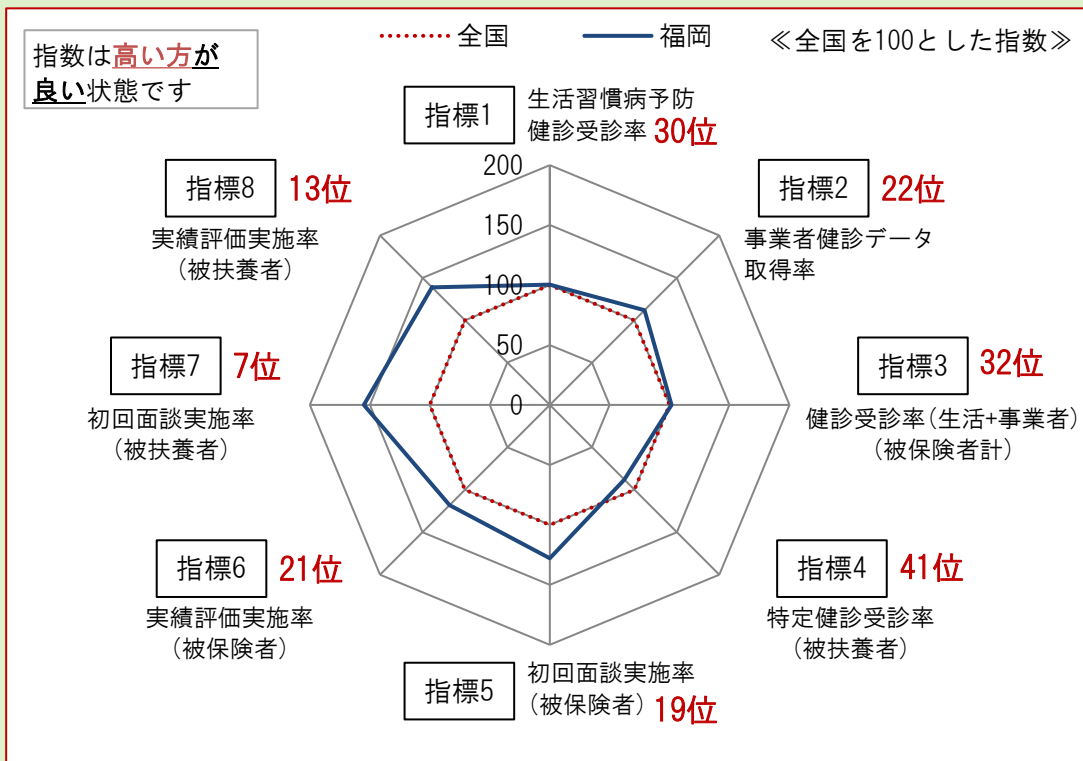 指数は高い方が
良い状態です
全国
福岡
≪全国を100とした指数≫
指標1
生活習慣病予防
健診受診率 30位
指標2 22位
事業者健診データ
取得率
指標3 32位
健診受診率(生活+事業者)
(被保険者計)
指標4 41位
特定健診受診率
(被扶養者)
指標5
初回面談実施率
(被保険者) 19位
指標6 21位
実績評価実施率
(被保険者)
指標7 7位
初回面談実施率
(被扶養者)
指標8 13位
実績評価実施率
(被扶養者)
200
150
100
50
0